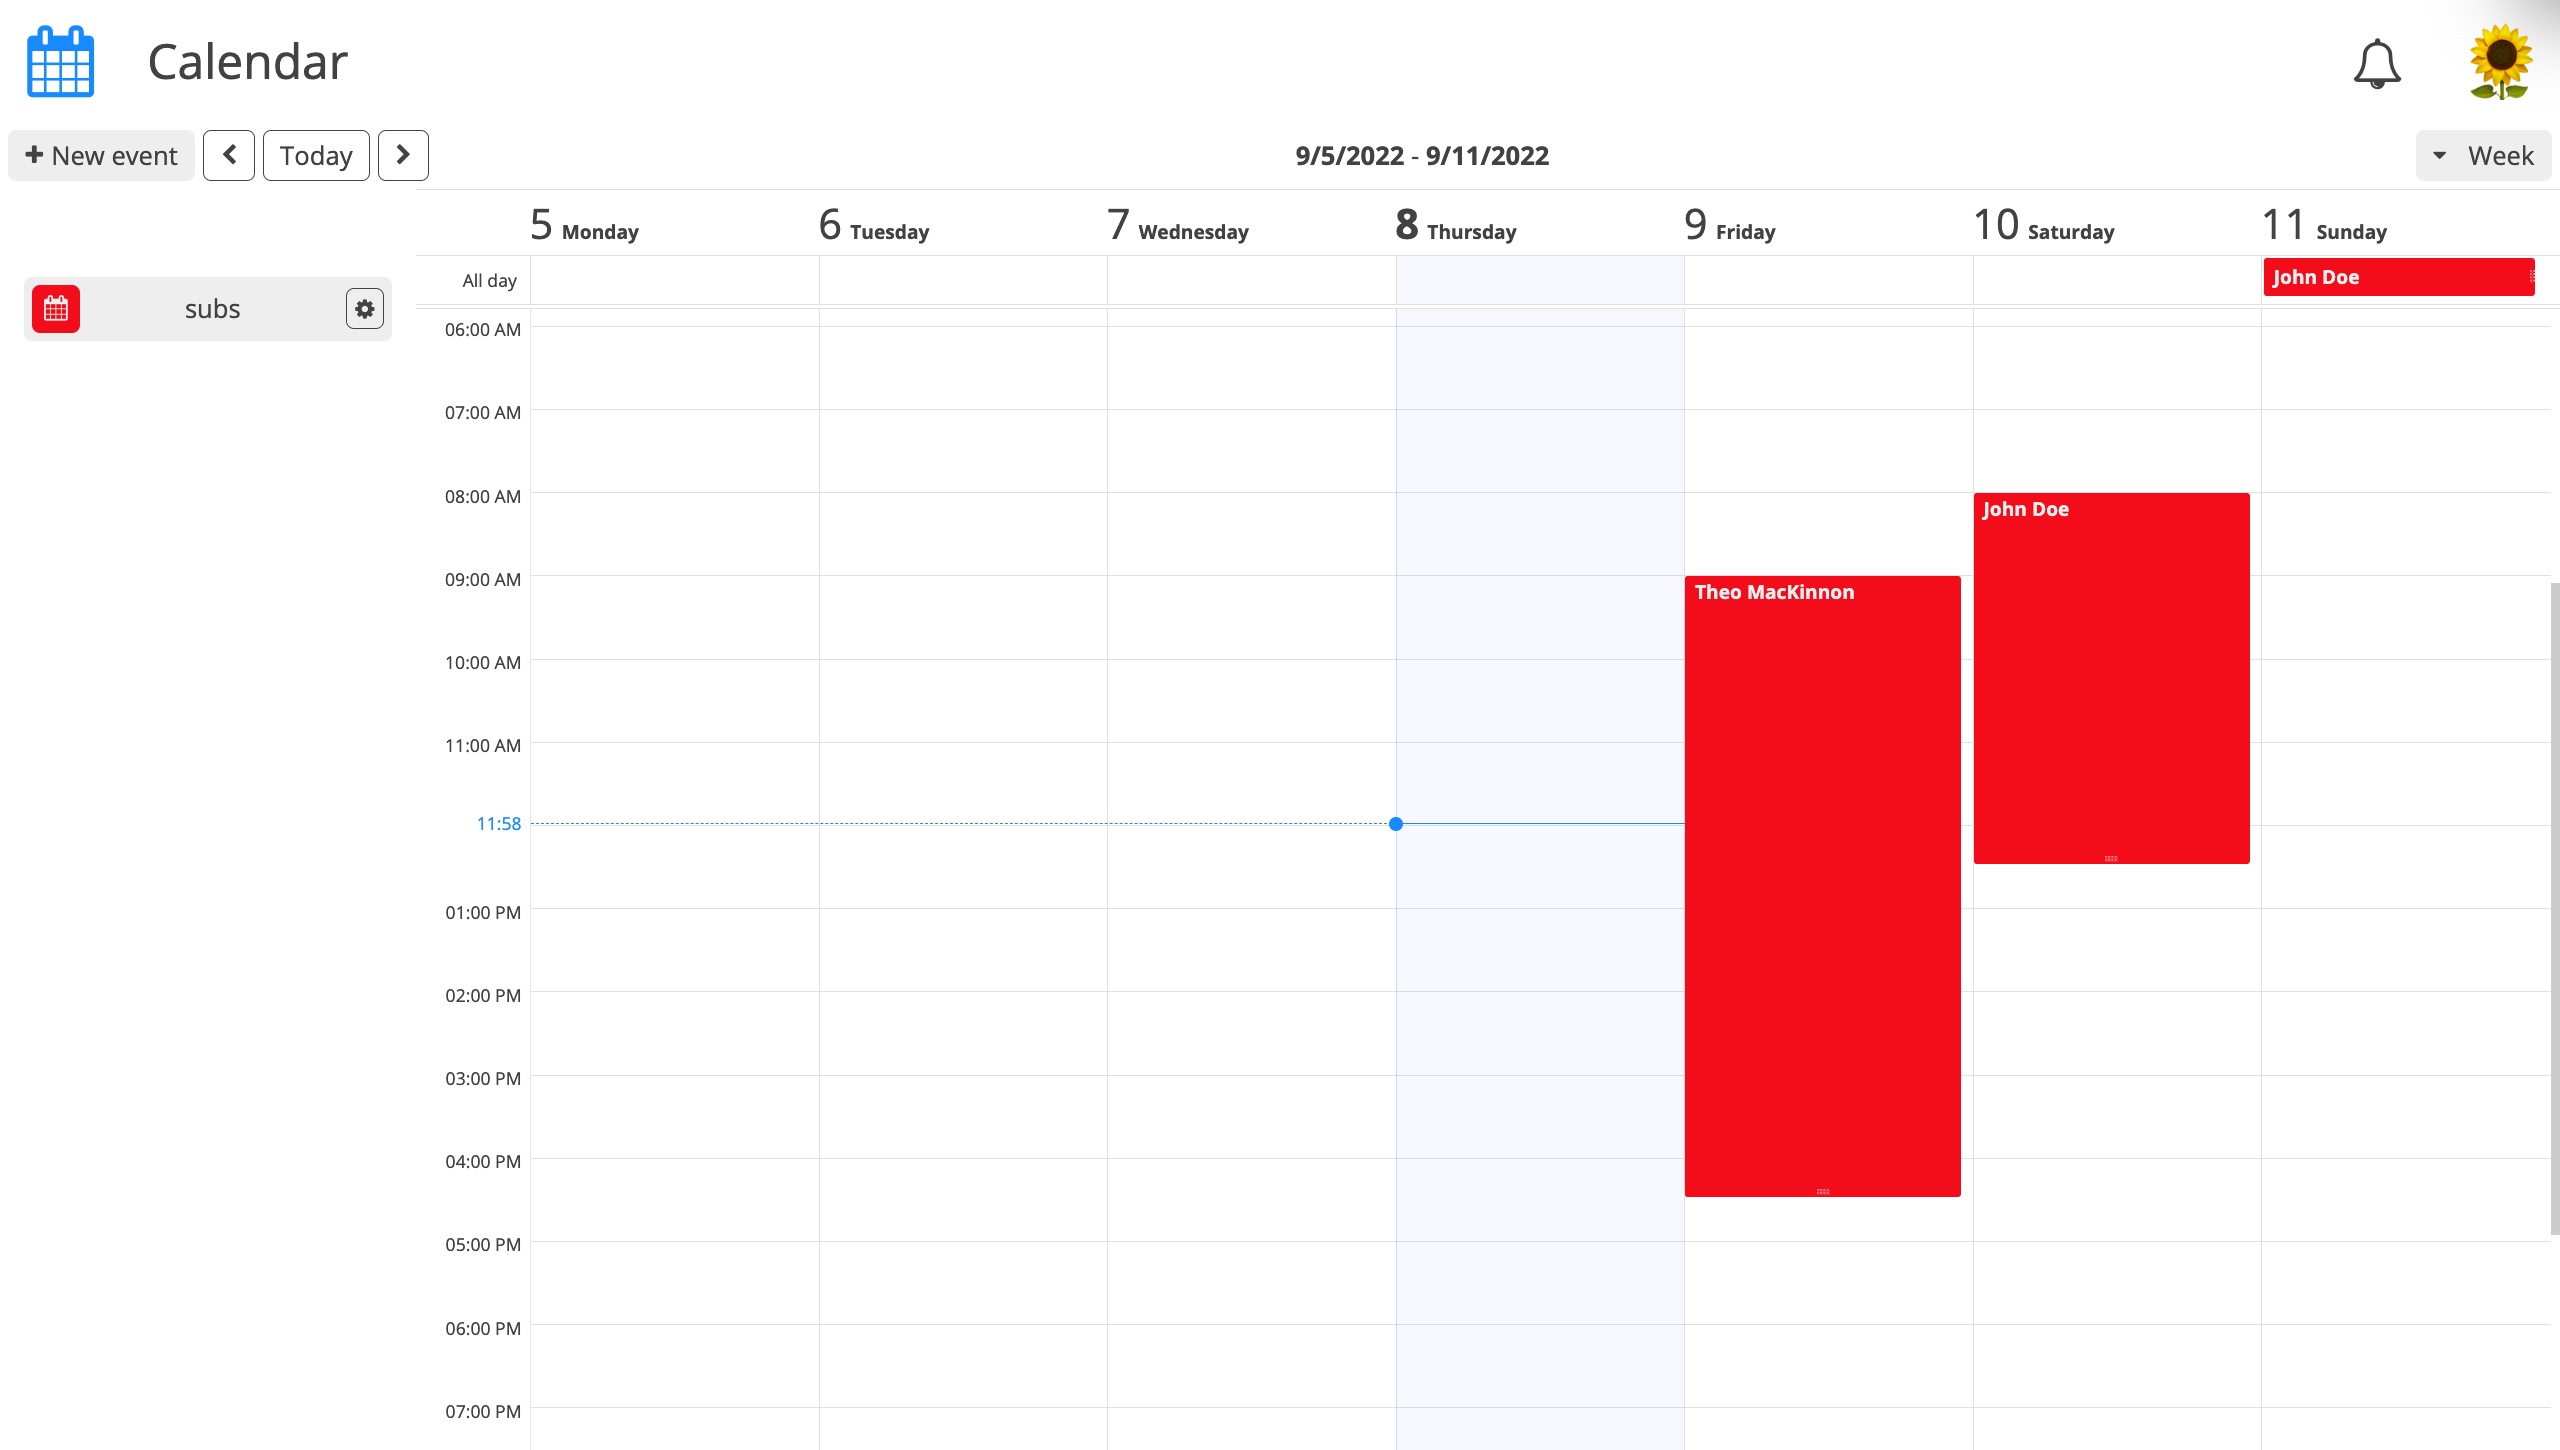 Calendar
New event
Today
9/5/2022 - 9/11/2022
Week
5 Monday
6 Tuesday
7 Wednesday
8 Thursday
9 Friday
10 Saturday
11 Sunday
All day
John Doe
subs
06:00 AM
07:00 AM
08:00 AM
John Doe
09:00 AM
Theo MacKinnon
10:00 AM
11:00 AM
11:58
01:00 PM
02:00 PM
03:00 PM
04:00 PM
05:00 PM
06:00 PM
07:00 PM